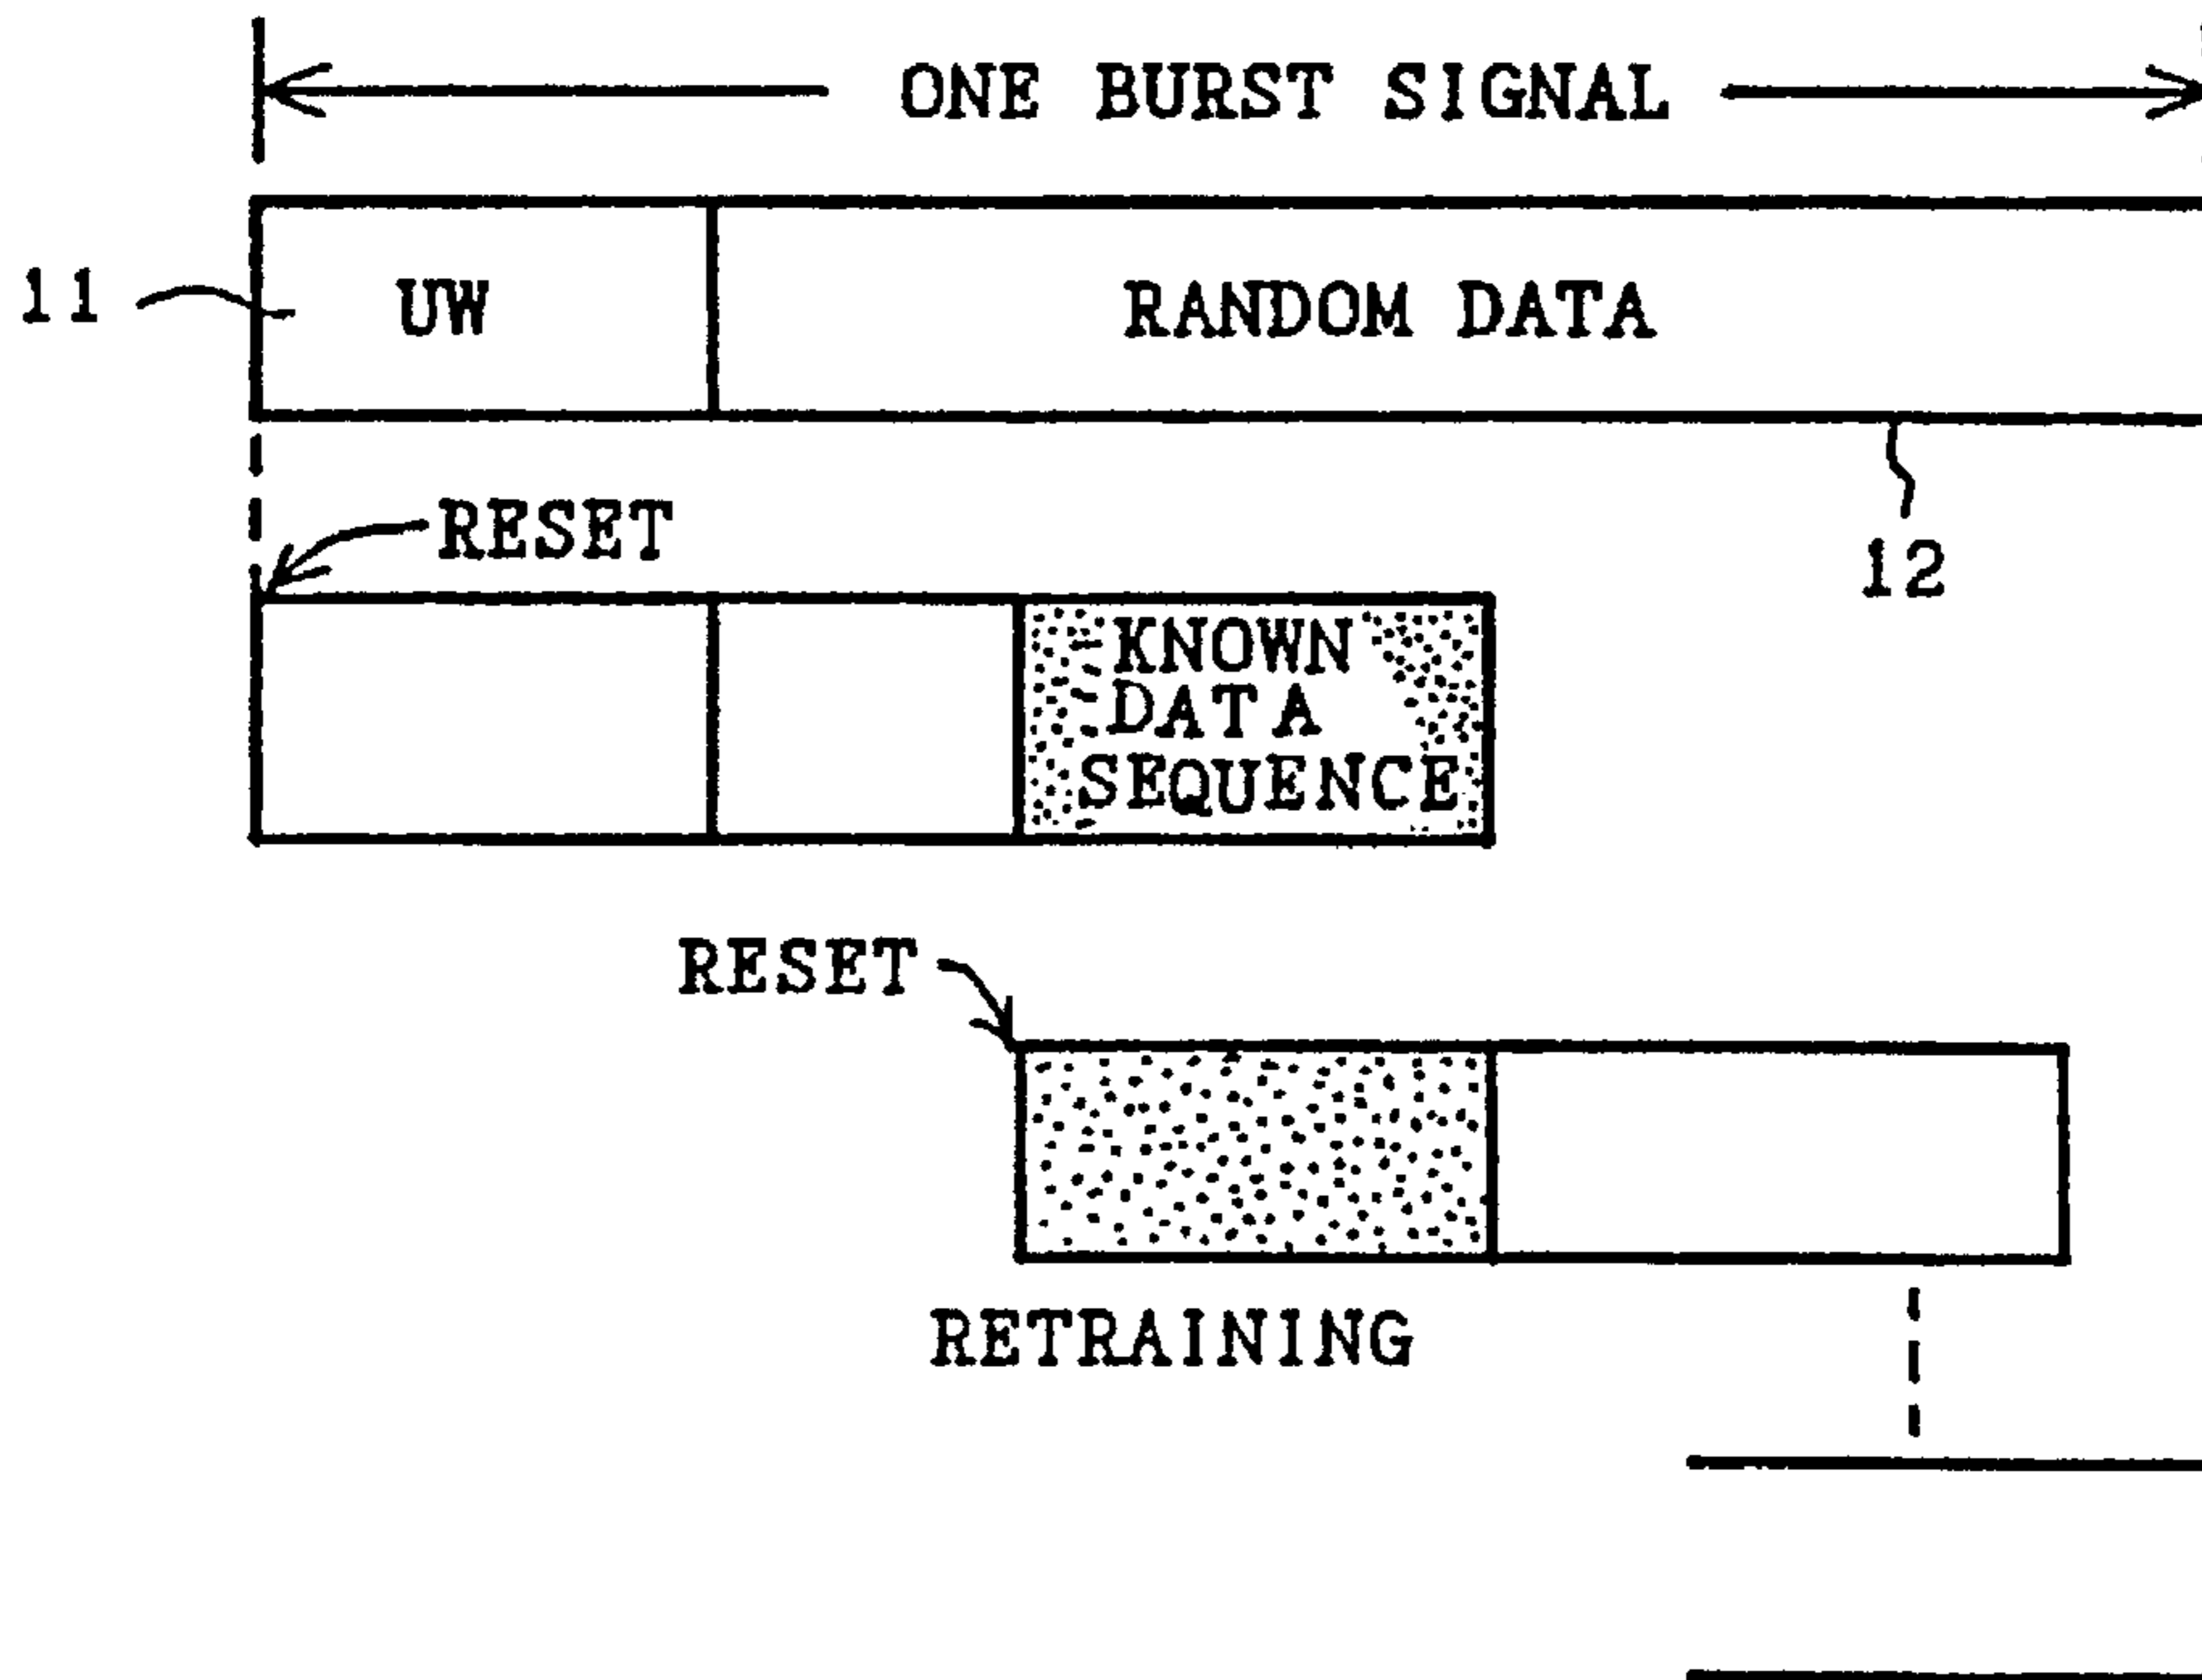 ONE BURST SIGNAL
11
UW
RANDOM DATA
RESET
12
KNOWN
DATA
SEQUENCE
RESET
RETRAINING